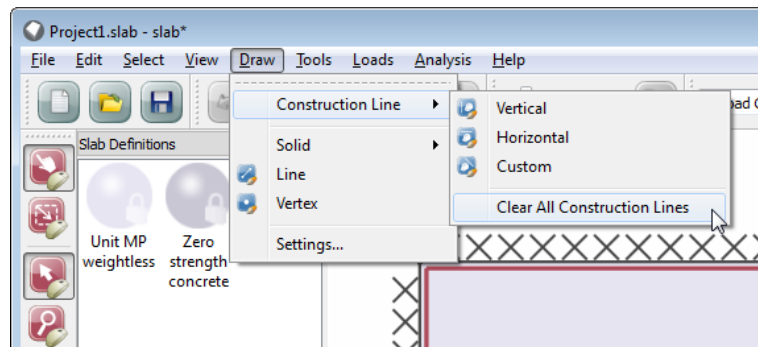 Project1.slab - slab*
File Edit Select View Draw Tools Loads Analysis Help
Slab Definitions
Unit MP weightless
Zero strength concrete
Construction Line
Solid
Line
Vertex
Settings...
Vertical
Horizontal
Custom
Clear All Construction Lines